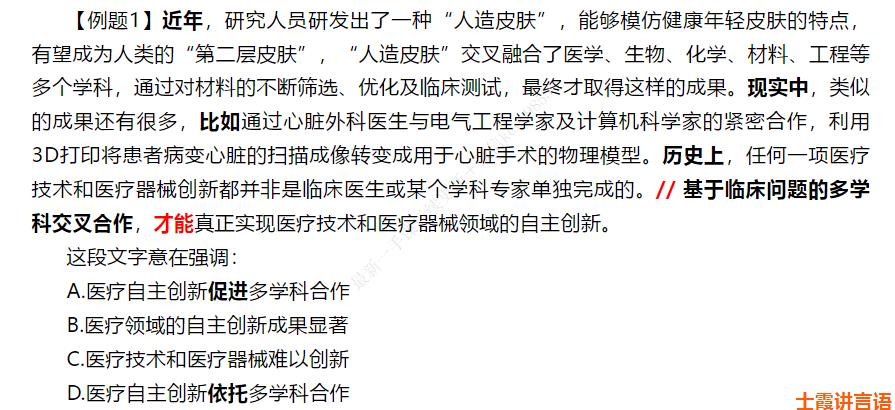 【例题1】近年，研究人员研发出了一种“人造皮肤”，能够模仿健康年轻皮肤的特点，
有望成为人类的“第二层皮肤”，“人造皮肤”交叉融合了医学、生物、化学、材料、工程等
多个学科，通过对材料的不断筛选、优化及临床测试，最终才取得这样的成果。现实中，类似
的成果还有很多，比如通过心脏外科医生与电气工程学家及计算机科学家的紧密合作，利用
3D打印将患者病变心脏的扫描成像转变成用于心脏手术的物理模型。历史上，任何一项医疗
技术和医疗器械创新都并非是临床医生或某个学科专家单独完成的。// 基于临床问题的多学
科交叉合作，才能真正实现医疗技术和医疗器械领域的自主创新。
这段文字意在强调：
A.医疗自主创新促进多学科合作
B.医疗领域的自主创新成果显著
C.医疗技术和医疗器械难以创新
D.医疗自主创新依托多学科合作
士霞讲言语